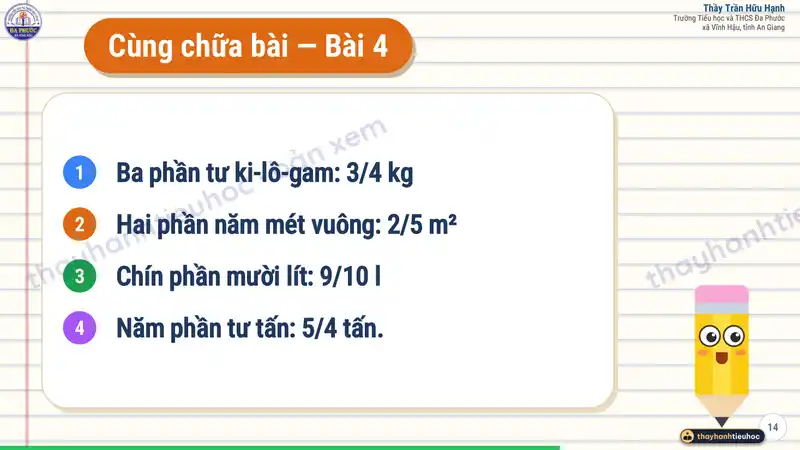 Thầy Trần Hữu Hạnh
Trường Tiểu học và THCS Đa Phước
xã Vĩnh Hậu, tỉnh An Giang
ĐA PHƯỚC
Cùng chữa bài – Bài 4
1 Ba phần tư ki-lô-gam: 3/4 kg
2 Hai phần năm mét vuông: 2/5 m²
3 Chín phần mười lít: 9/10 l
4 Năm phần tư tấn: 5/4 tấn.
14
thayhanhtieuhoc